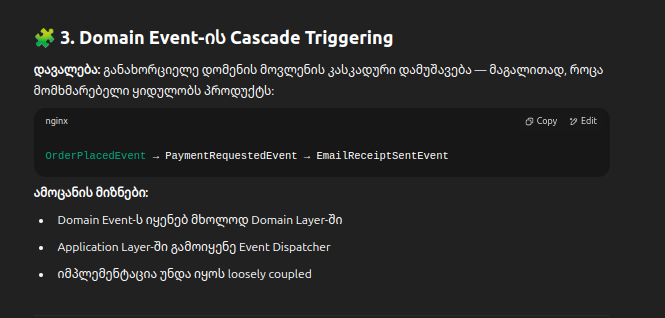 🧩 3. Domain Event-ის Cascade Triggering
დავალება: განახორციელე დომენის მოვლენის კასკადური დამუშავება — მაგალითად, როცა
მომხმარებელი ყიდულობს პროდუქტს:
nginx Copy Edit
OrderPlacedEvent → PaymentRequestedEvent → EmailReceiptSentEvent
ამოცანის მიზნები:
• Domain Event-ს იყენებ მხოლოდ Domain Layer-ში
• Application Layer-ში გამოიყენე Event Dispatcher
• იმპლემენტაცია უნდა იყოს loosely coupled